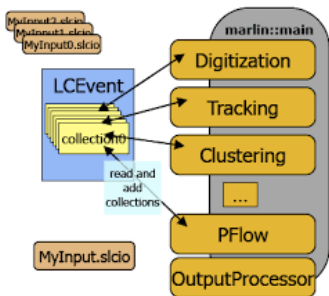 MyInput2.slcio
MyInput1.slcio
MyInput0.slcio
marlin::main
LCEvent
collection0
read and
add
collections
Digitization
Tracking
Clustering
...
PFlow
OutputProcessor
MyInput.slcio